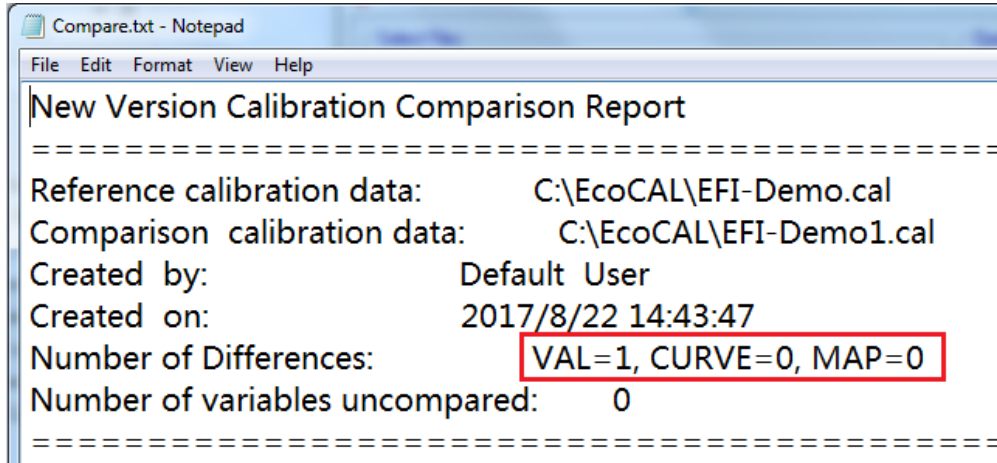 Compare.txt - Notepad
File Edit Format View Help
New Version Calibration Comparison Report
==========================================
Reference calibration data: C:\EcoCAL\EFI-Demo.cal
Comparison calibration data: C:\EcoCAL\EFI-Demo1.cal
Created by: Default User
Created on: 2017/8/22 14:43:47
Number of Differences: VAL=1, CURVE=0, MAP=0
Number of variables uncompared: 0
==========================================